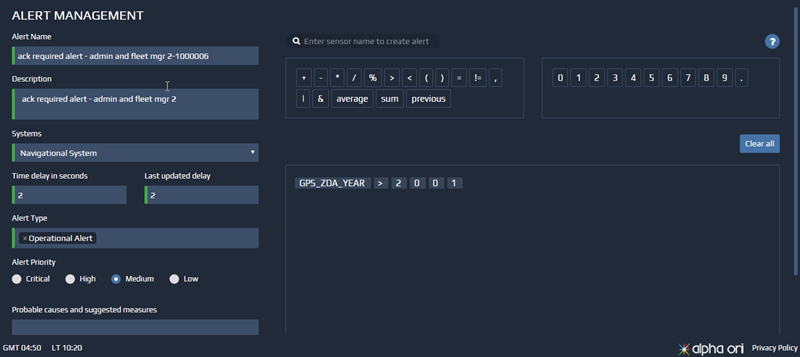 ALERT MANAGEMENT
Alert Name
ack required alert - admin and fleet mgr 2-1000006
Description
ack required alert - admin and fleet mgr 2
Systems
Navigational System
Time delay in seconds
Last updated delay
2
2
Alert Type
×Operational Alert
Alert Priority
Critical
High
Medium
Low
Probable causes and suggested measures
Enter sensor name to create alert
?
+ - * / % > < ( ) = != ,
| & average sum previous
0 1 2 3 4 5 6 7 8 9 .
Clear all
GPS_ZDA_YEAR > 2 0 0 1
GMT 04:50 LT 10:20
alpha ori
Privacy Policy